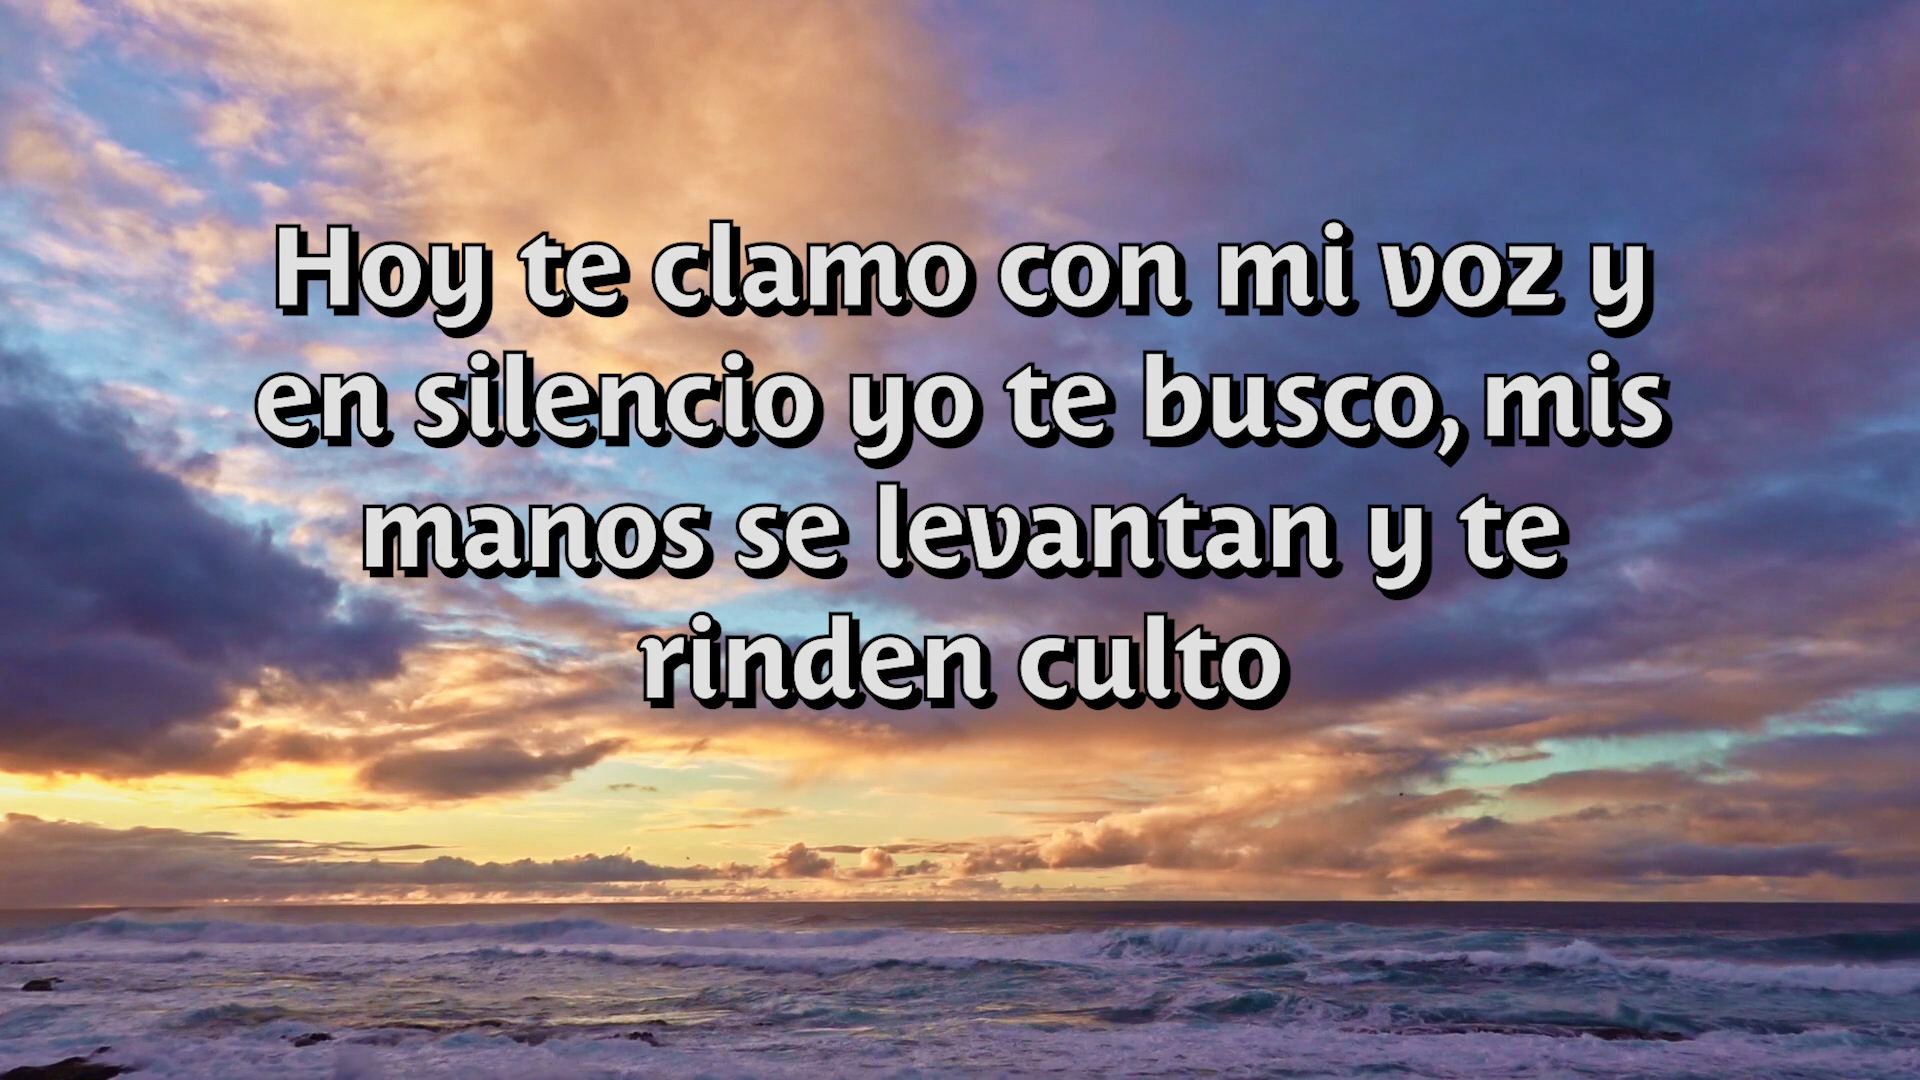 Hoy te clamo con mi voz y
en silencio yo te busco, mis
manos se levantan y te
rinden culto